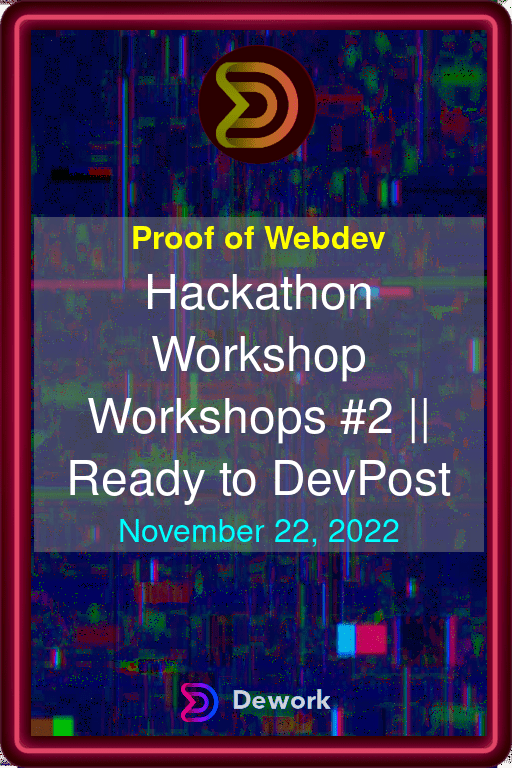 Proof of Webdev
Hackathon
Workshop
Workshops #2 ||
Ready to DevPost
November 22, 2022
Dework